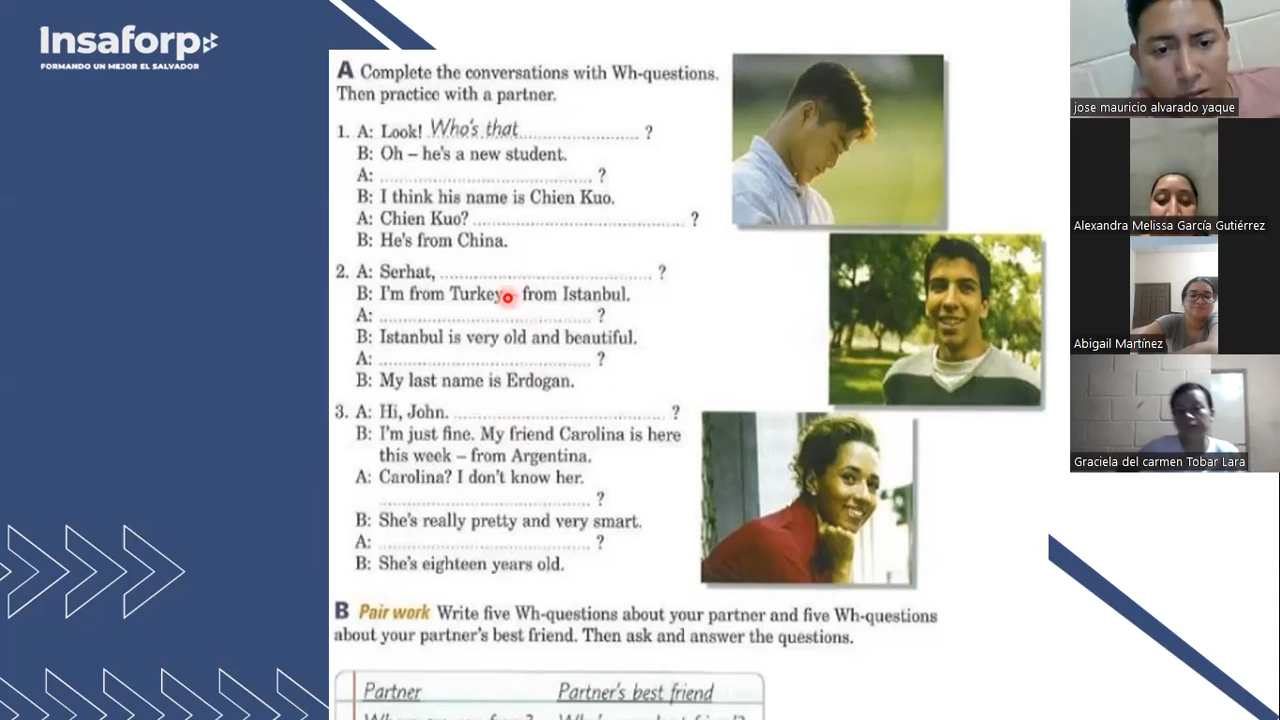 Insaforp
FORMANDO UN MEJOR EL SALVADOR
A Complete the conversations with Wh-questions.
Then practice with a partner.
1. A: Look! Who's that ?
B: Oh – he's a new student.
A: ?
B: I think his name is Chien Kuo.
A: Chien Kuo? ?
B: He's from China.
2. A: Serhat, ?
B: I'm from Turkey from Istanbul.
A: ?
B: Istanbul is very old and beautiful.
A: ?
B: My last name is Erdogan.
3. A: Hi, John. ?
B: I'm just fine. My friend Carolina is here
this week – from Argentina.
A: Carolina? I don't know her.
?
B: She's really pretty and very smart.
A: ?
B: She's eighteen years old.
B Pair work Write five Wh-questions about your partner and five Wh-questions
about your partner's best friend. Then ask and answer the questions.
Partner Partner's best friend
jose mauricio alvarado yaque
Alexandra Melissa García Gutiérrez
Abigail Martínez
Graciela del carmen Tobar Lara